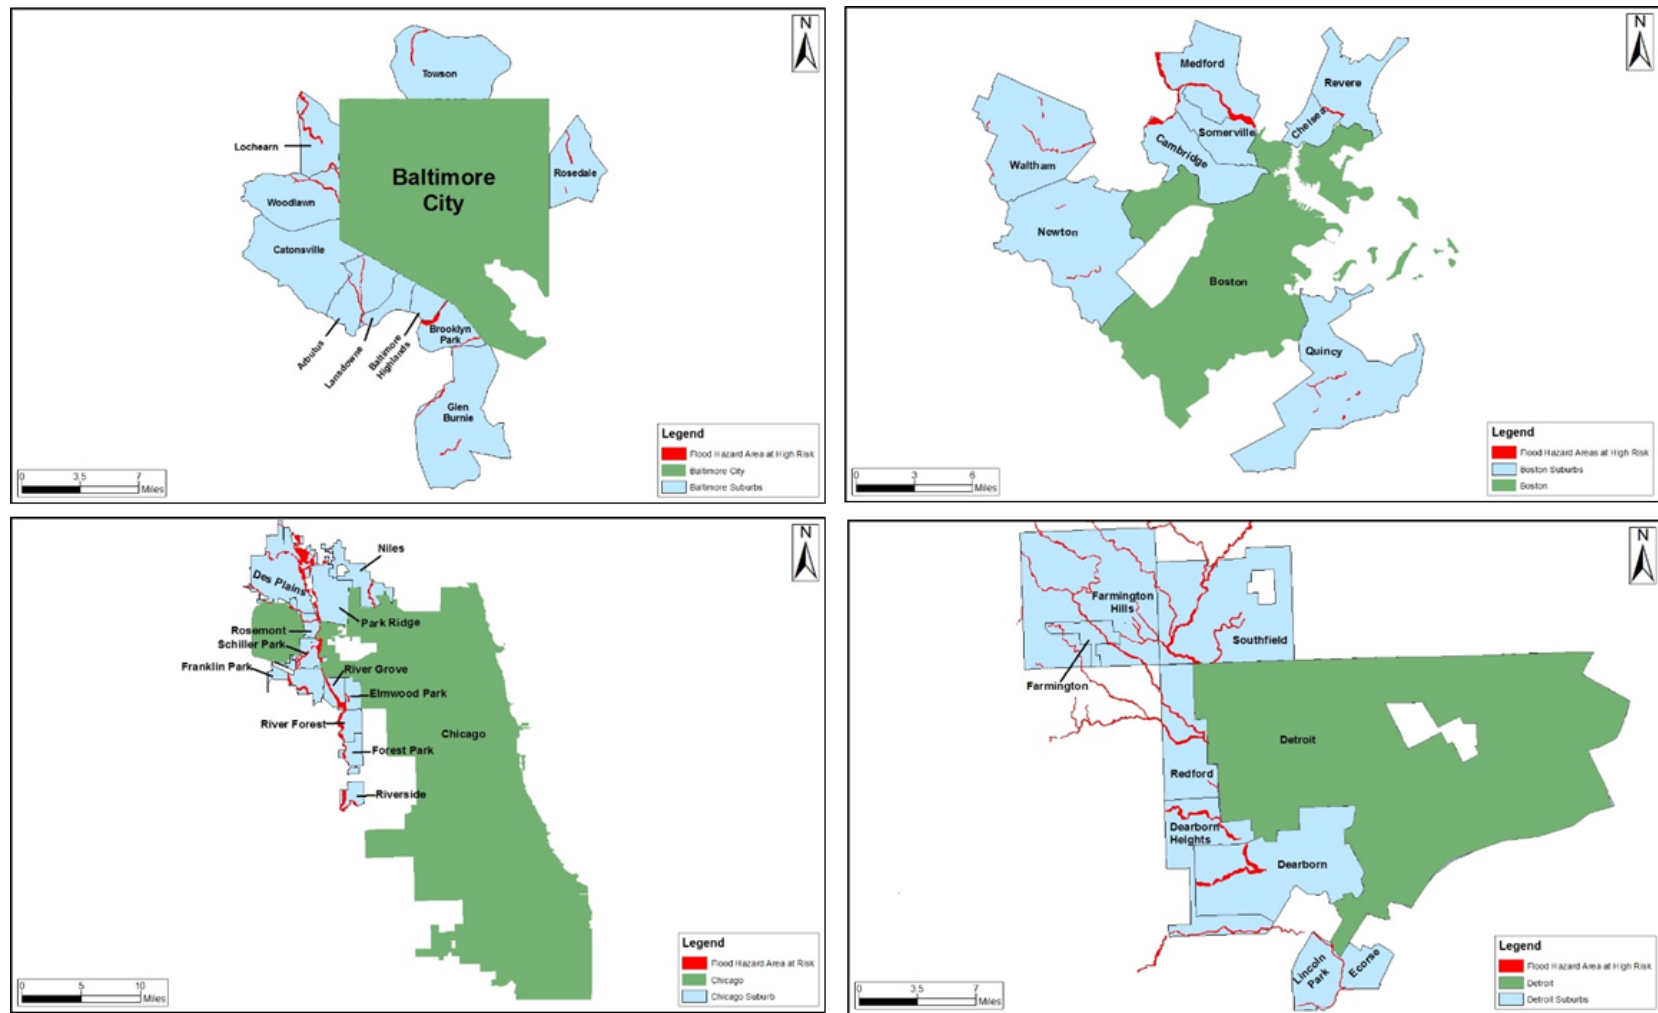 N
Towson
Lochearn
Baltimore
City
Rosedale
Woodlawn
Catonsville
Arbutus
Lansdowne
Baltimore
Highlands
Brooklyn
Park
Glen
Burnie
Legend
Flood Hazard Area at High Risk
Baltimore City
Baltimore Suburbs
0 3.5 7
Miles
N
Medford
Revere
Chelsea
Somerville
Cambridge
Waltham
Newton
Boston
Quincy
Legend
Flood Hazard Areas at High Risk
Boston Suburbs
Boston
0 3 6
Miles
N
Niles
Des Plains
Park Ridge
Rosemont
Schiller Park
Franklin Park
River Grove
Elmwood Park
River Forest
Chicago
Forest Park
Riverside
Legend
Flood Hazard Area at Risk
Chicago
Chicago Suburb
0 5 10
Miles
N
Farmington
Hills
Southfield
Farmington
Detroit
Redford
Dearborn
Heights
Dearborn
Lincoln
Park
Ecorse
Legend
Flood Hazard Area at High Risk
Detroit
Detroit Suburbs
0 3.5 7
Miles